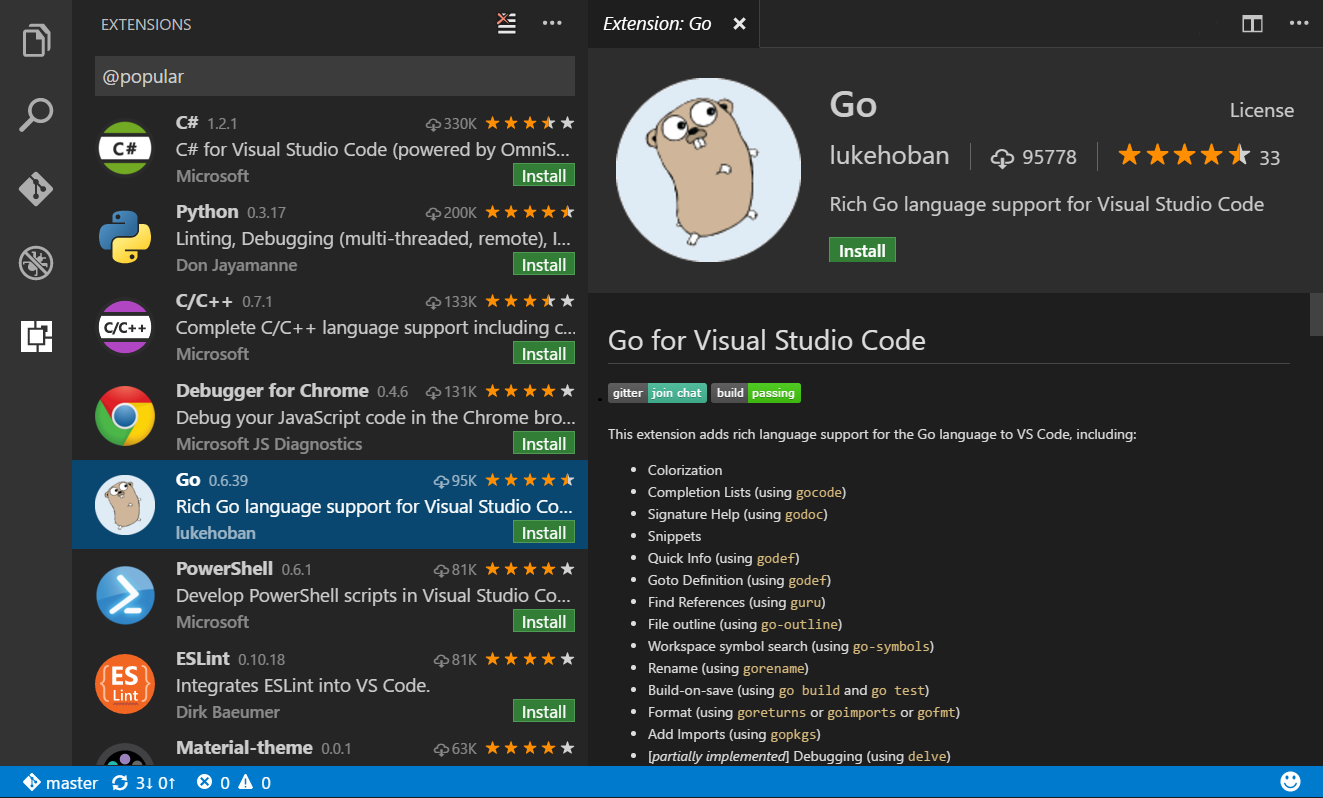 EXTENSIONS
@popular
C# 1.2.1 330K
C# C# for Visual Studio Code (powered by OmniS...
Microsoft Install
Python 0.3.17 200K
Linting, Debugging (multi-threaded, remote), I...
Don Jayamanne Install
C/C++ 0.7.1 133K
C/C++ Complete C/C++ language support including c...
Microsoft Install
Debugger for Chrome 0.4.6 131K
Debug your JavaScript code in the Chrome bro...
Microsoft JS Diagnostics Install
Go 0.6.39 95K
Rich Go language support for Visual Studio Co...
lukehoban Install
PowerShell 0.6.1 81K
Develop PowerShell scripts in Visual Studio Co...
Microsoft Install
ESLint 0.10.18 81K
{ES Lint} Integrates ESLint into VS Code.
Dirk Baeumer Install
Material-theme 0.0.1 63K
Extension: Go
Go
License
lukehoban 95778 33
Rich Go language support for Visual Studio Code
Install
Go for Visual Studio Code
gitter join chat build passing
This extension adds rich language support for the Go language to VS Code, including:
• Colorization
• Completion Lists (using gocode)
• Signature Help (using godoc)
• Snippets
• Quick Info (using godef)
• Goto Definition (using godef)
• Find References (using guru)
• File outline (using go-outline)
• Workspace symbol search (using go-symbols)
• Rename (using gorename)
• Build-on-save (using go build and go test)
• Format (using goreturns or goimports or gofmt)
• Add Imports (using gopkgs)
• [partially implemented] Debugging (using delve)
master 3↓ 0↑ 0 0